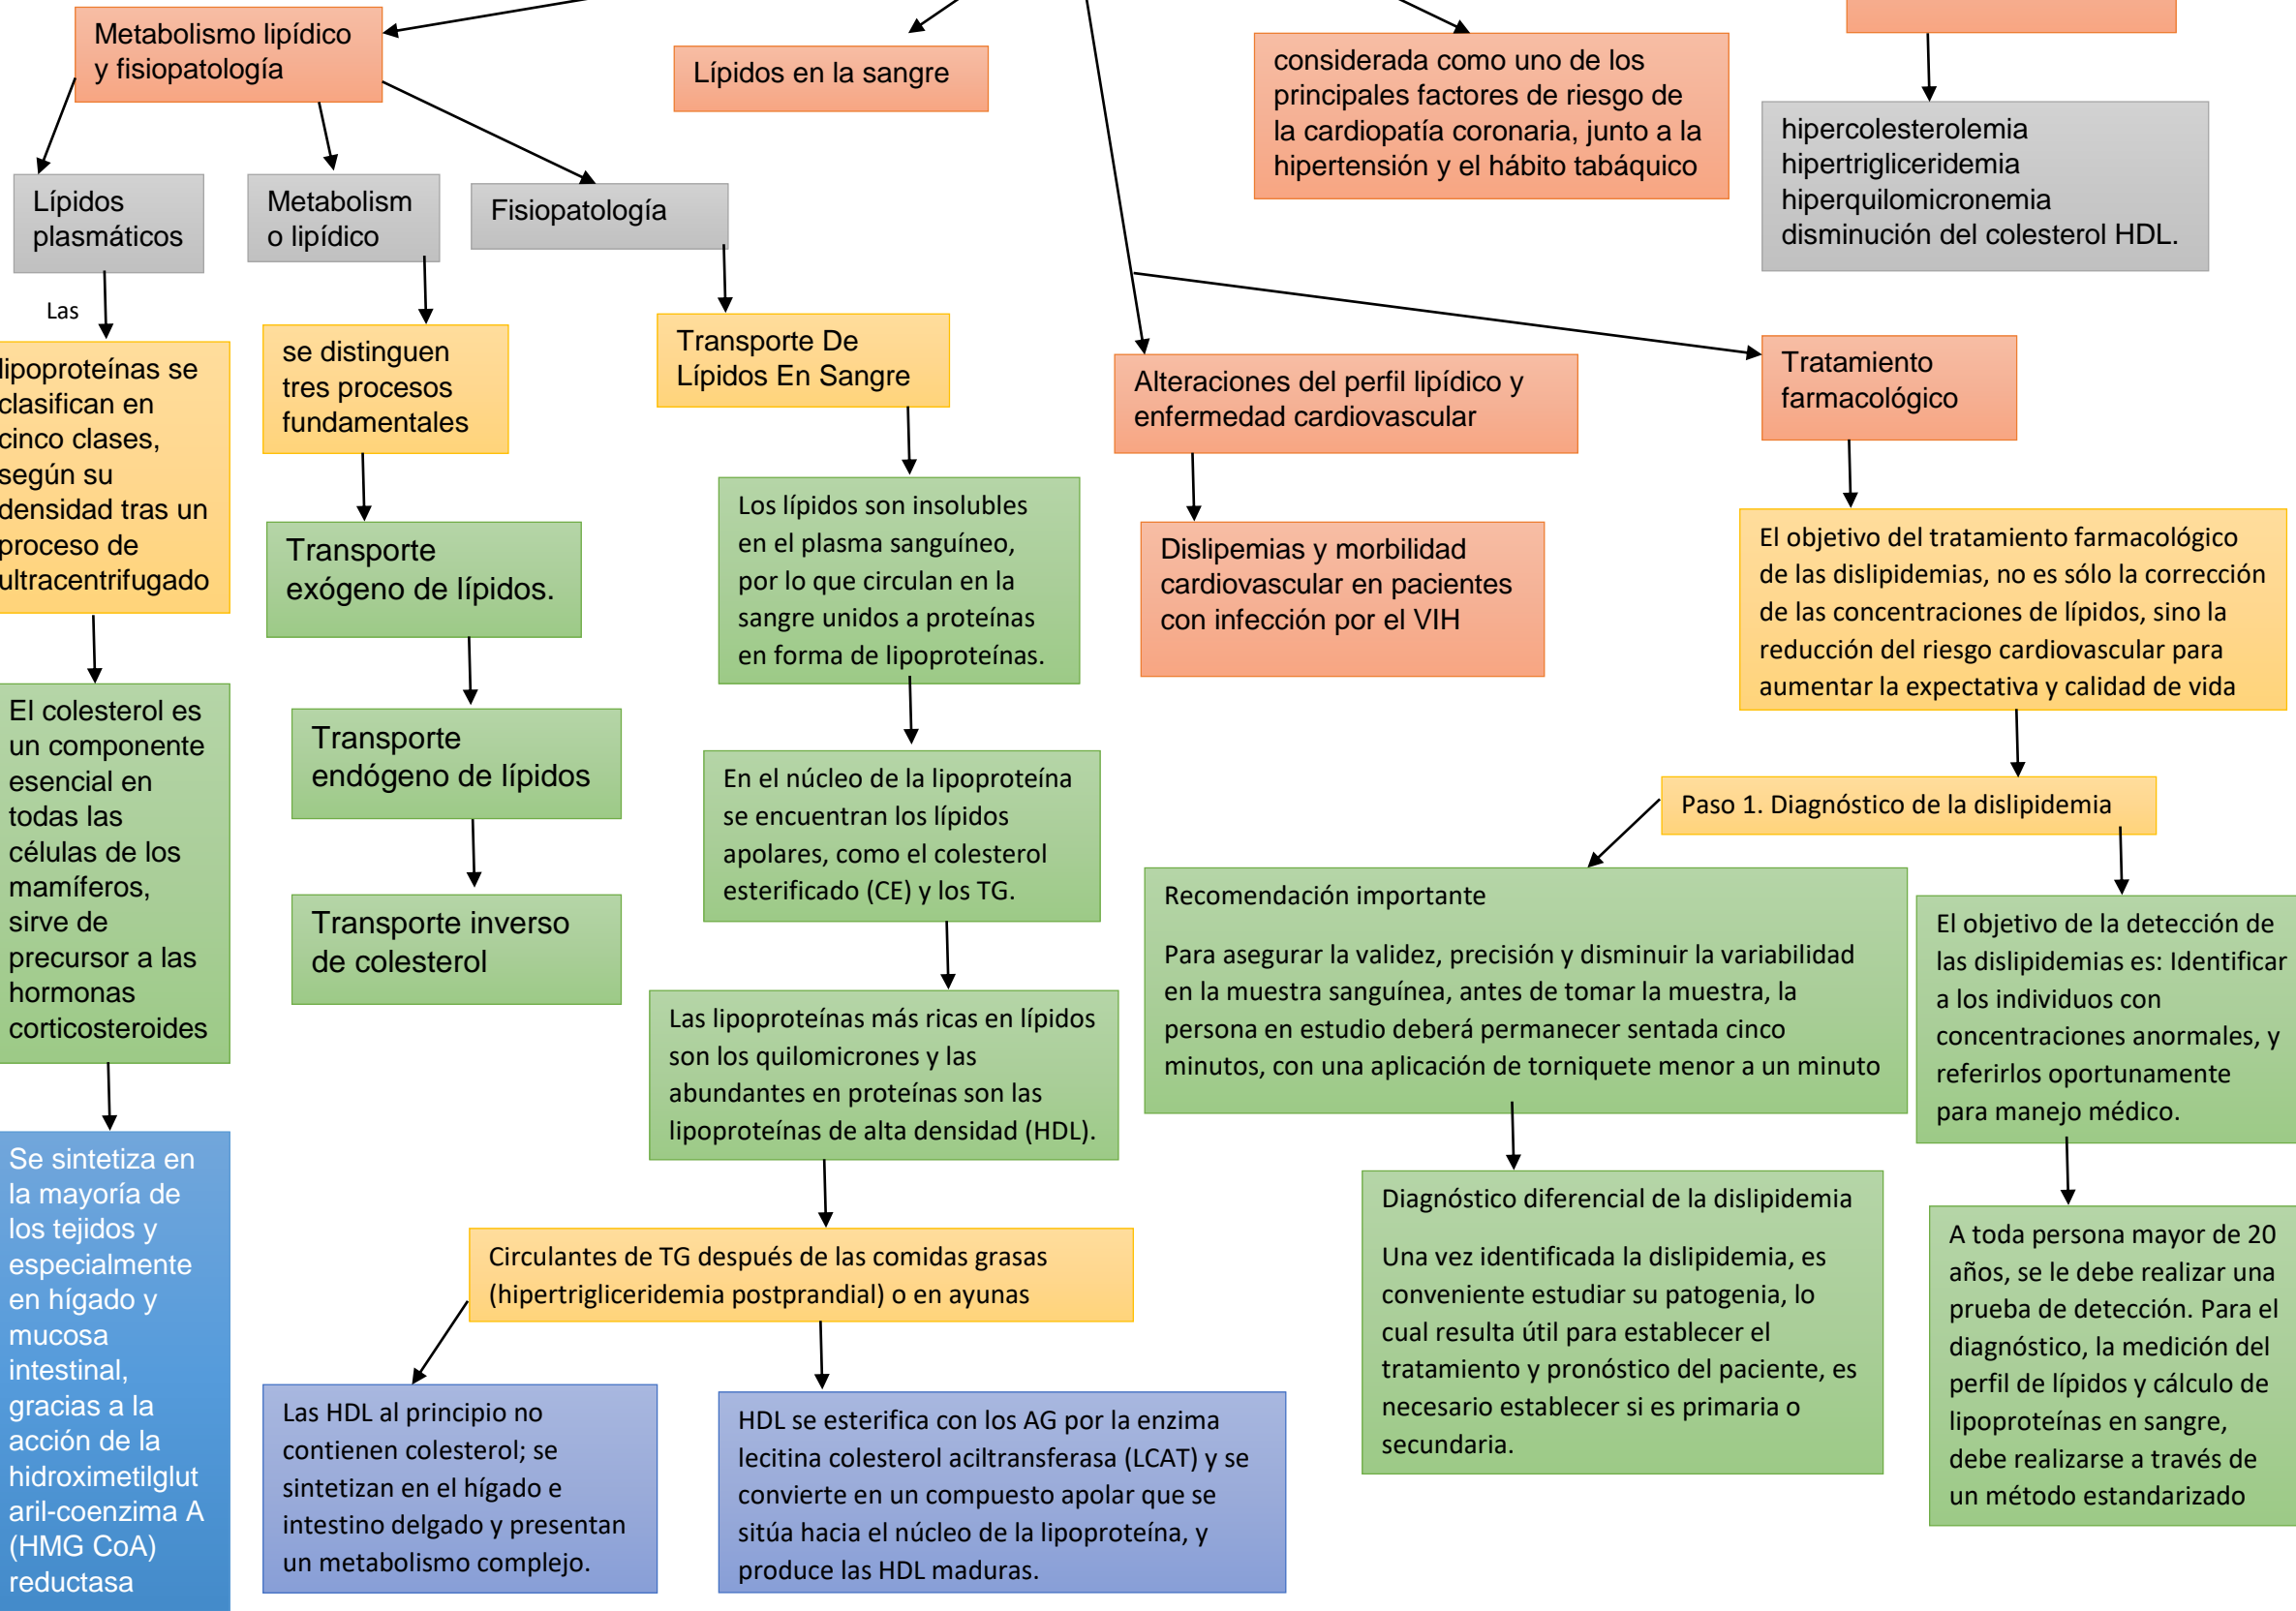 Metabolismo lipídico
y fisiopatología
Lípidos en la sangre
considerada como uno de los
principales factores de riesgo de
la cardiopatía coronaria, junto a la
hipertensión y el hábito tabáquico
hipercolesterolemia
hipertrigliceridemia
hiperquilomicronemia
disminución del colesterol HDL.
Lípidos
plasmáticos
Metabolism
o lipídico
Fisiopatología
Las
lipoproteínas se
clasifican en
cinco clases,
según su
densidad tras un
proceso de
ultracentrifugado
El colesterol es
un componente
esencial en
todas las
células de los
mamíferos,
sirve de
precursor a las
hormonas
corticosteroides
Se sintetiza en
la mayoría de
los tejidos y
especialmente
en hígado y
mucosa
intestinal,
gracias a la
acción de la
hidroximetilglut
aril-coenzima A
(HMG CoA)
reductasa
se distinguen
tres procesos
fundamentales
Transporte
exógeno de lípidos.
Transporte
endógeno de lípidos
Transporte inverso
de colesterol
Transporte De
Lípidos En Sangre
Los lípidos son insolubles
en el plasma sanguíneo,
por lo que circulan en la
sangre unidos a proteínas
en forma de lipoproteínas.
En el núcleo de la lipoproteína
se encuentran los lípidos
apolares, como el colesterol
esterificado (CE) y los TG.
Las lipoproteínas más ricas en lípidos
son los quilomicrones y las
abundantes en proteínas son las
lipoproteínas de alta densidad (HDL).
Circulantes de TG después de las comidas grasas
(hipertrigliceridemia postprandial) o en ayunas
Las HDL al principio no
contienen colesterol; se
sintetizan en el hígado e
intestino delgado y presentan
un metabolismo complejo.
HDL se esterifica con los AG por la enzima
lecitina colesterol aciltransferasa (LCAT) y se
convierte en un compuesto apolar que se
sitúa hacia el núcleo de la lipoproteína, y
produce las HDL maduras.
Alteraciones del perfil lipídico y
enfermedad cardiovascular
Dislipemias y morbilidad
cardiovascular en pacientes
con infección por el VIH
Tratamiento
farmacológico
El objetivo del tratamiento farmacológico
de las dislipidemias, no es sólo la corrección
de las concentraciones de lípidos, sino la
reducción del riesgo cardiovascular para
aumentar la expectativa y calidad de vida
Paso 1. Diagnóstico de la dislipidemia
Recomendación importante
Para asegurar la validez, precisión y disminuir la variabilidad
en la muestra sanguínea, antes de tomar la muestra, la
persona en estudio deberá permanecer sentada cinco
minutos, con una aplicación de torniquete menor a un minuto
Diagnóstico diferencial de la dislipidemia
Una vez identificada la dislipidemia, es
conveniente estudiar su patogenia, lo
cual resulta útil para establecer el
tratamiento y pronóstico del paciente, es
necesario establecer si es primaria o
secundaria.
El objetivo de la detección de
las dislipidemias es: Identificar
a los individuos con
concentraciones anormales, y
referirlos oportunamente
para manejo médico.
A toda persona mayor de 20
años, se le debe realizar una
prueba de detección. Para el
diagnóstico, la medición del
perfil de lípidos y cálculo de
lipoproteínas en sangre,
debe realizarse a través de
un método estandarizado